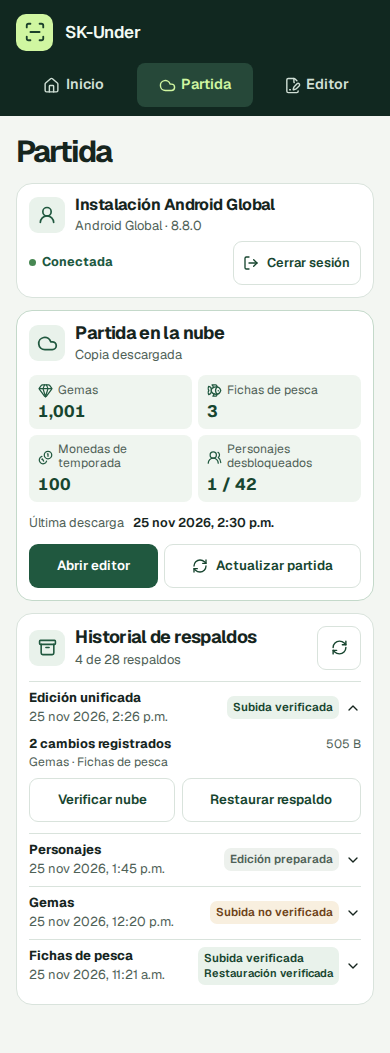 SK-Under
Inicio
Partida
Editor
Partida
Instalación Android Global
Android Global · 8.8.0
Conectada
Cerrar sesión
Partida en la nube
Copia descargada
Gemas
1,001
Fichas de pesca
3
Monedas de
temporada
100
Personajes
desbloqueados
1 / 42
Última descarga 25 nov 2026, 2:30 p.m.
Abrir editor
Actualizar partida
Historial de respaldos
4 de 28 respaldos
Edición unificada
25 nov 2026, 2:26 p.m.
Subida verificada
2 cambios registrados
505 B
Gemas · Fichas de pesca
Verificar nube
Restaurar respaldo
Personajes
25 nov 2026, 1:45 p.m.
Edición preparada
Gemas
25 nov 2026, 12:20 p.m.
Subida no verificada
Fichas de pesca
25 nov 2026, 11:21 a.m.
Subida verificada
Restauración verificada